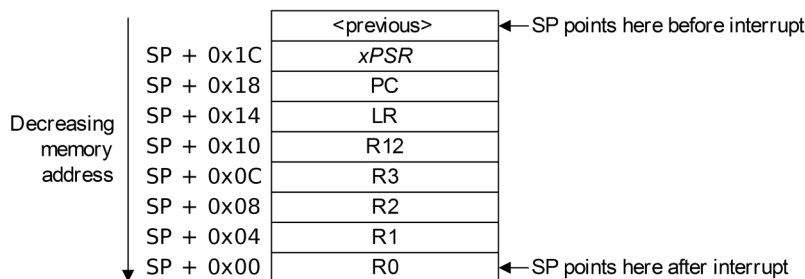 <previous> SP points here before interrupt
SP + 0x1C xPSR
SP + 0x18 PC
SP + 0x14 LR
Decreasing memory address
SP + 0x10 R12
SP + 0x0C R3
SP + 0x08 R2
SP + 0x04 R1
SP + 0x00 R0 SP points here after interrupt